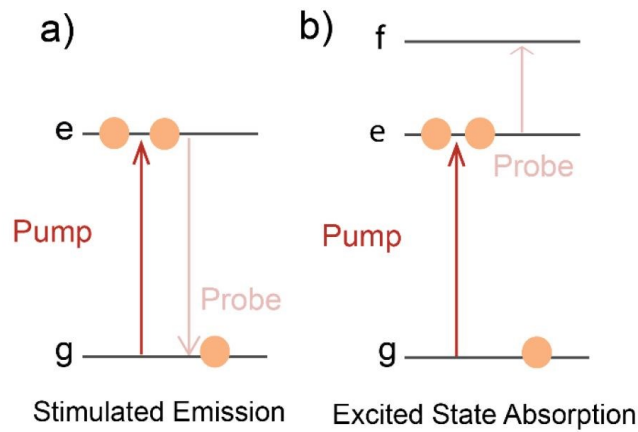 a)
e
Pump
Probe
g
Stimulated Emission
b)
f
e
Probe
Pump
g
Excited State Absorption